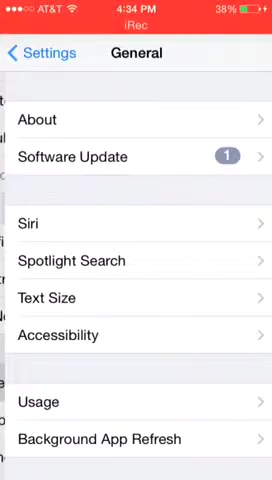 AT&T 4:34 PM 38%
iRec
Settings General
About
Software Update 1
Siri
Spotlight Search
Text Size
Accessibility
Usage
Background App Refresh